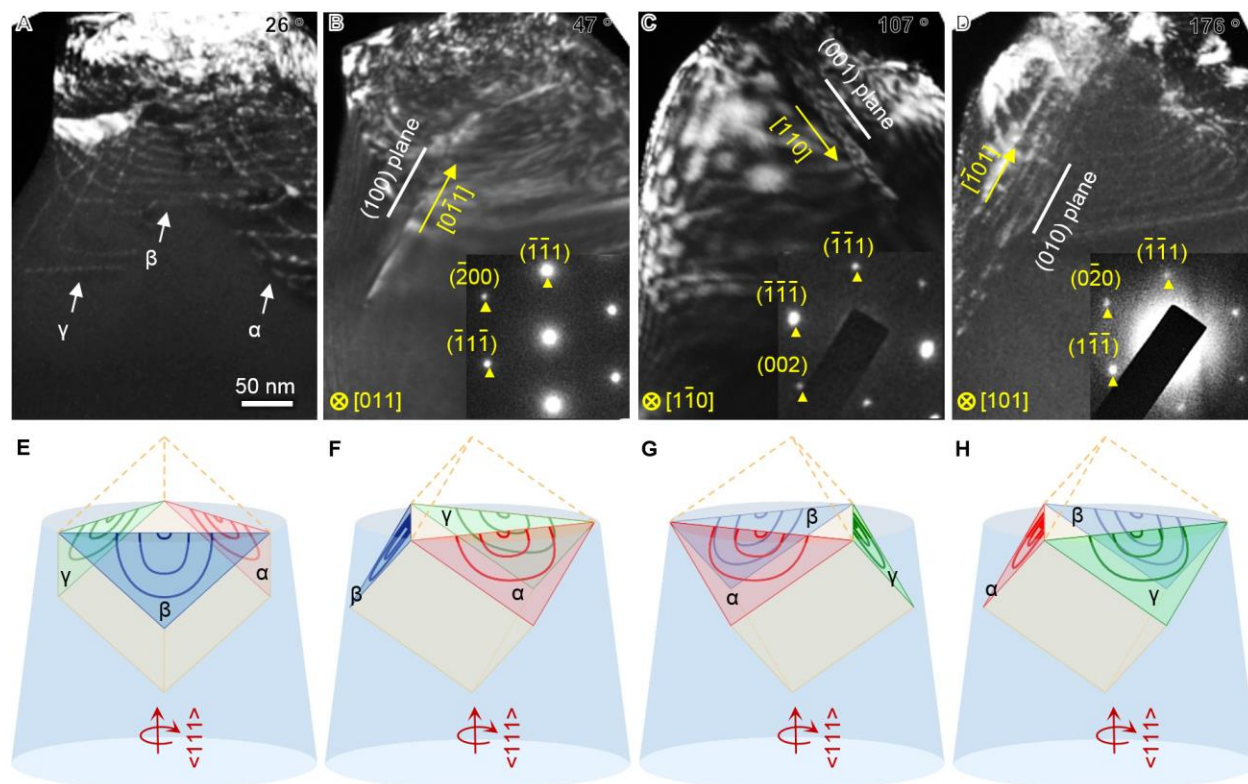 A
26 °
β
γ
α
50 nm
B
47 °
(100) plane
[01̄1]
(1̄1̄1)
(2̄00)
(1̄11̄)
⊗ [011]
C
107 °
(001) plane
[110]
(1̄1̄1)
(1̄1̄1̄)
(002)
⊗ [11̄0]
D
176 °
[1̄01]
(010) plane
(1̄1̄1)
(02̄0)
(11̄1̄)
⊗ [101]
E
γ
α
β
<111>
F
γ
β
α
<111>
G
β
α
γ
<111>
H
β
α
γ
<111>